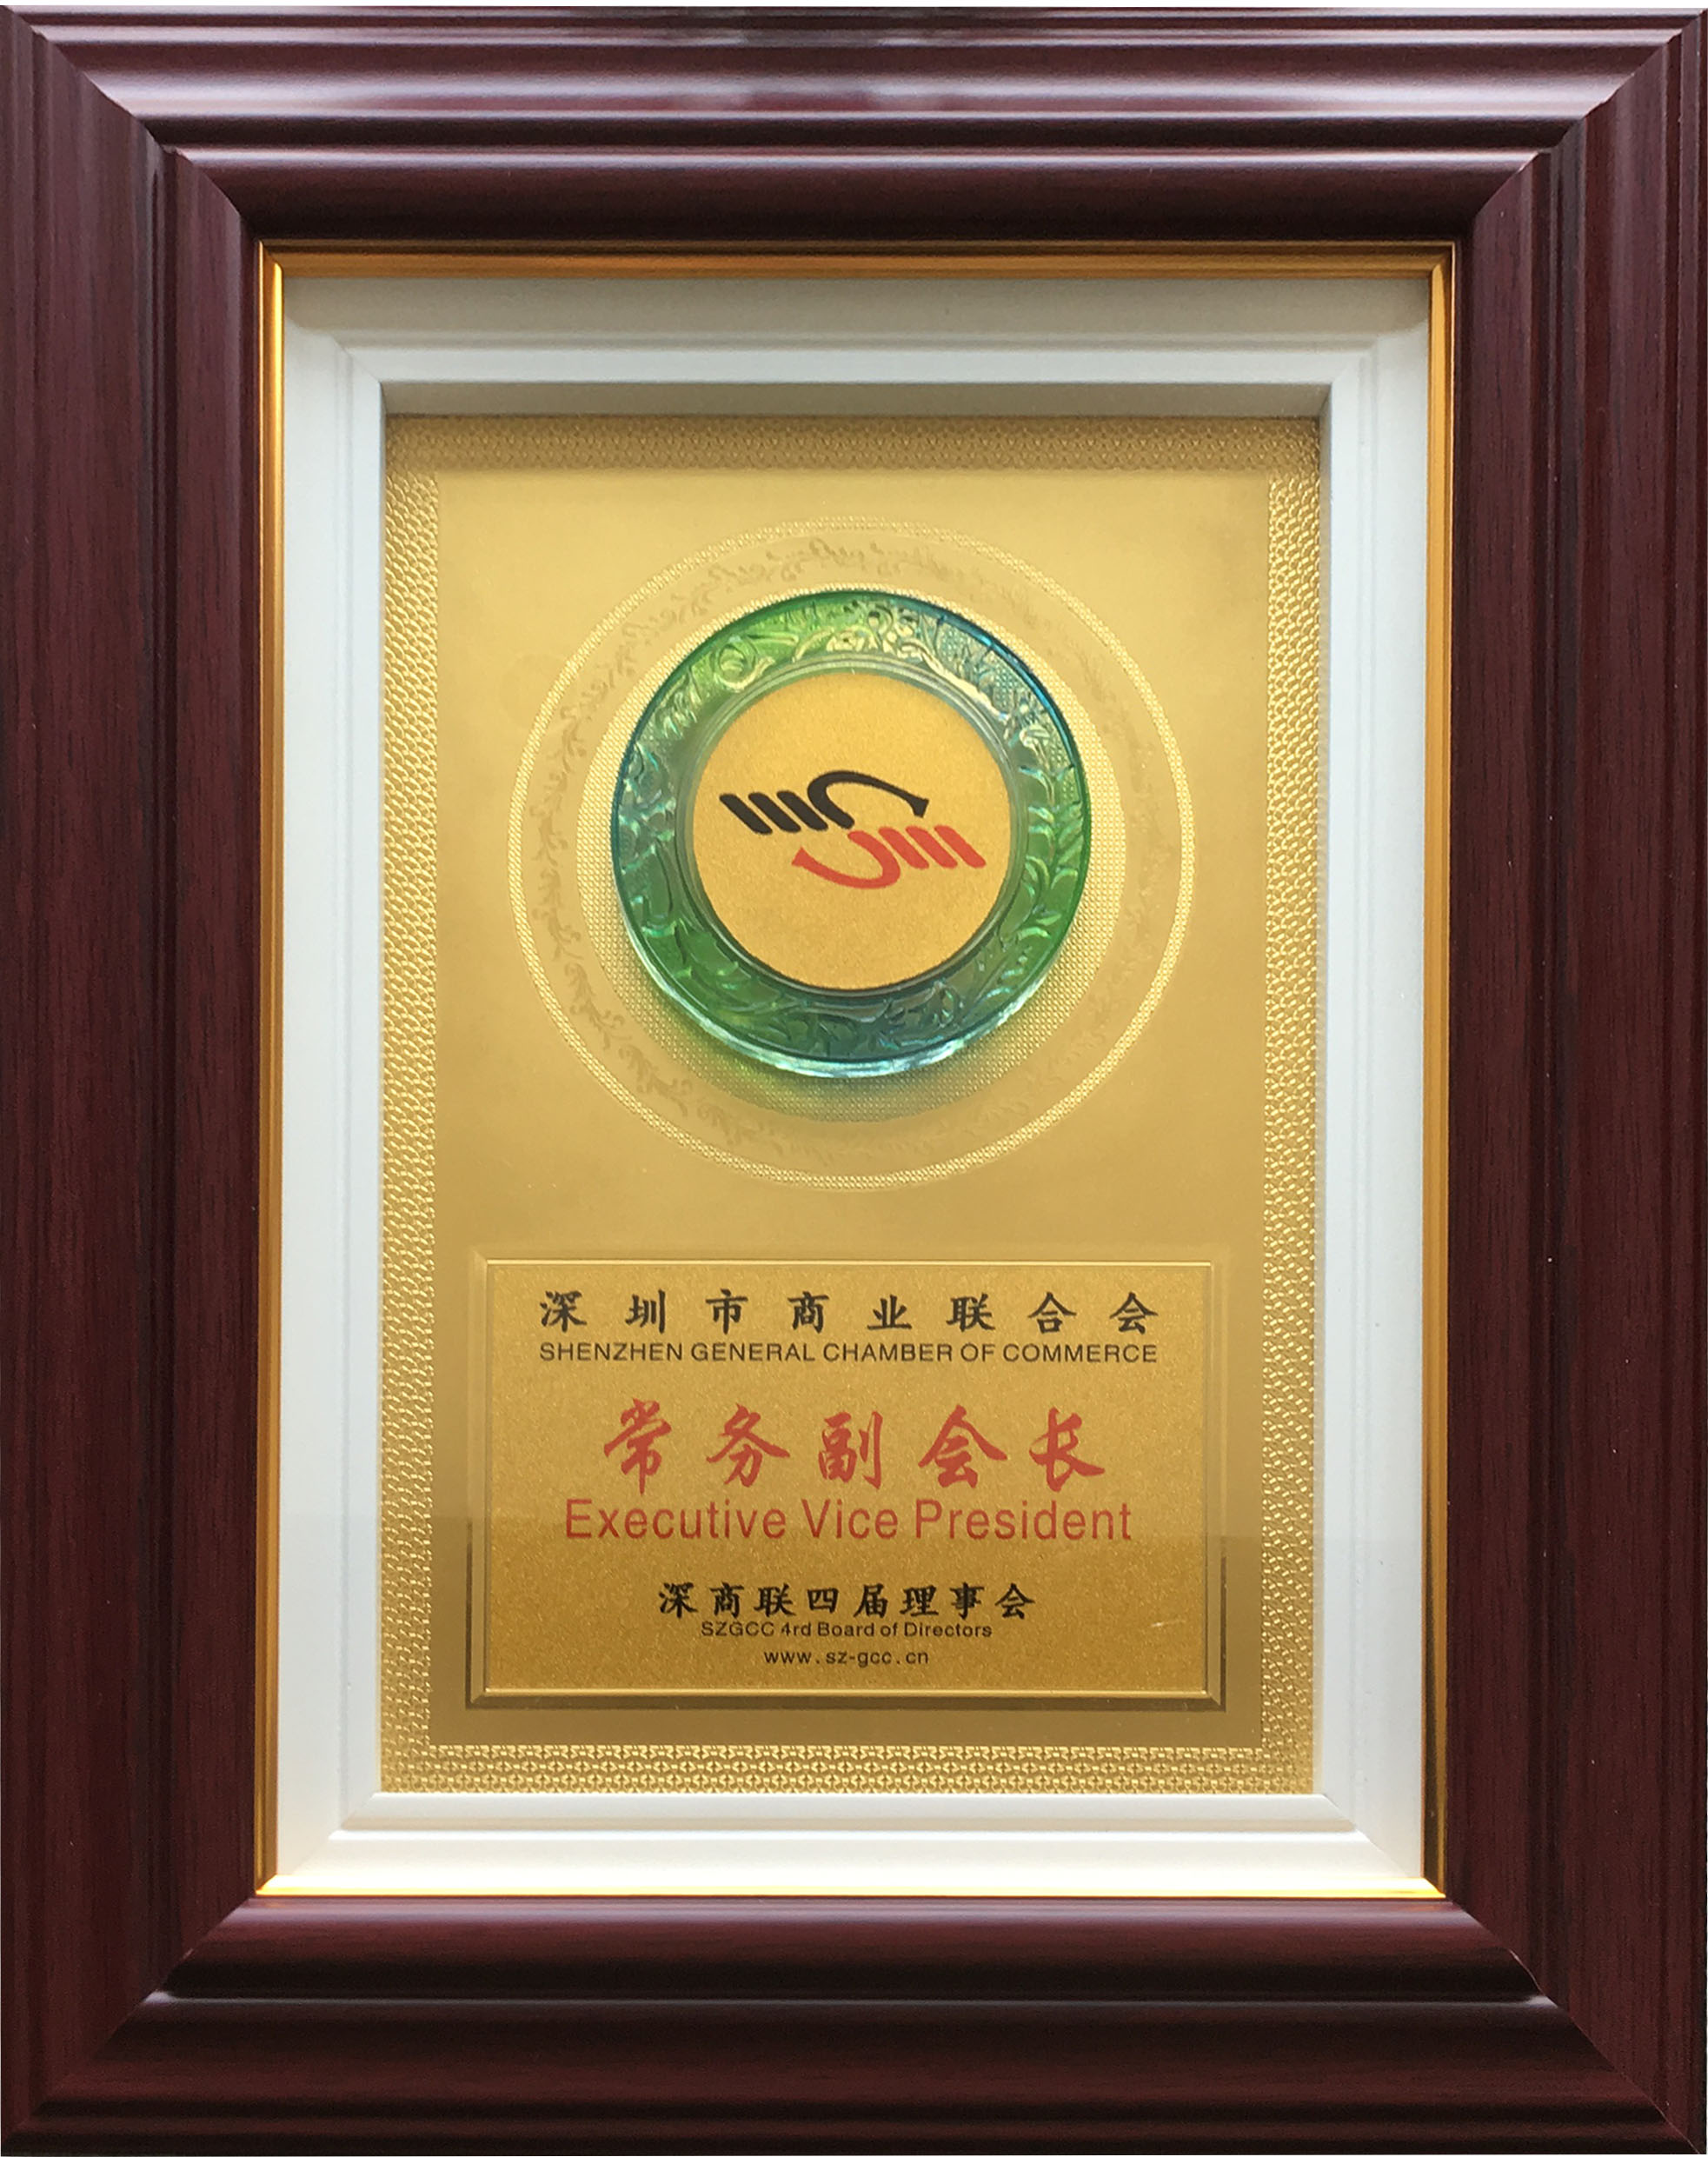 深圳市商业联合会
SHENZHEN GENERAL CHAMBER OF COMMERCE
常务副会长
Executive Vice President
深商联四届理事会
SZGCC 4rd Board of Directors
www.sz-gcc.cn